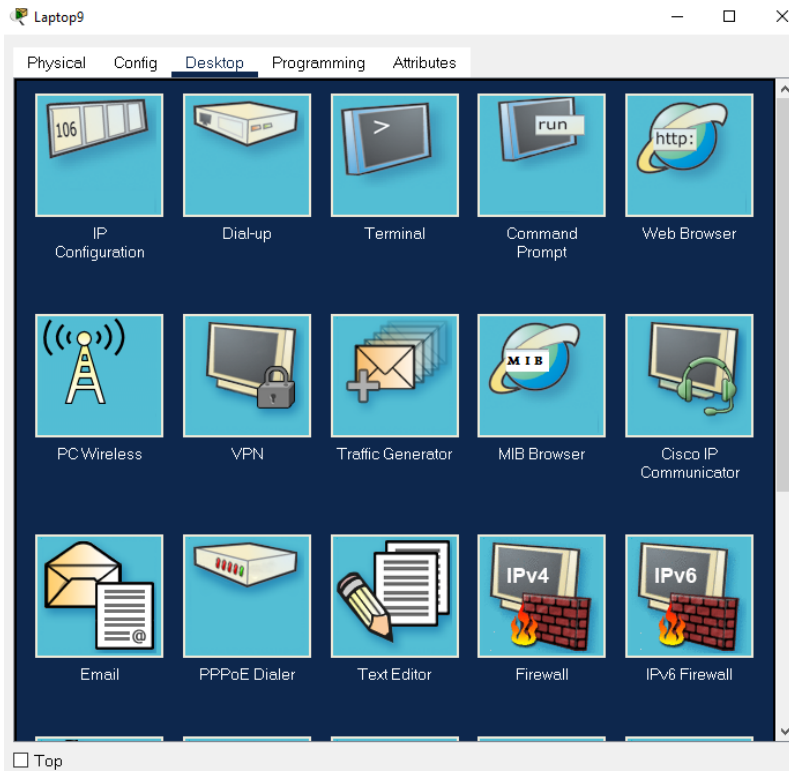 Laptop9
Physical Config Desktop Programming Attributes
106
>
run
http:
IP
Configuration
Dial-up
Terminal
Command
Prompt
Web Browser
MIB
PC Wireless
VPN
Traffic Generator
MIB Browser
Cisco IP
Communicator
@
IPv4
IPv6
Email
PPPoE Dialer
Text Editor
Firewall
IPv6 Firewall
Top